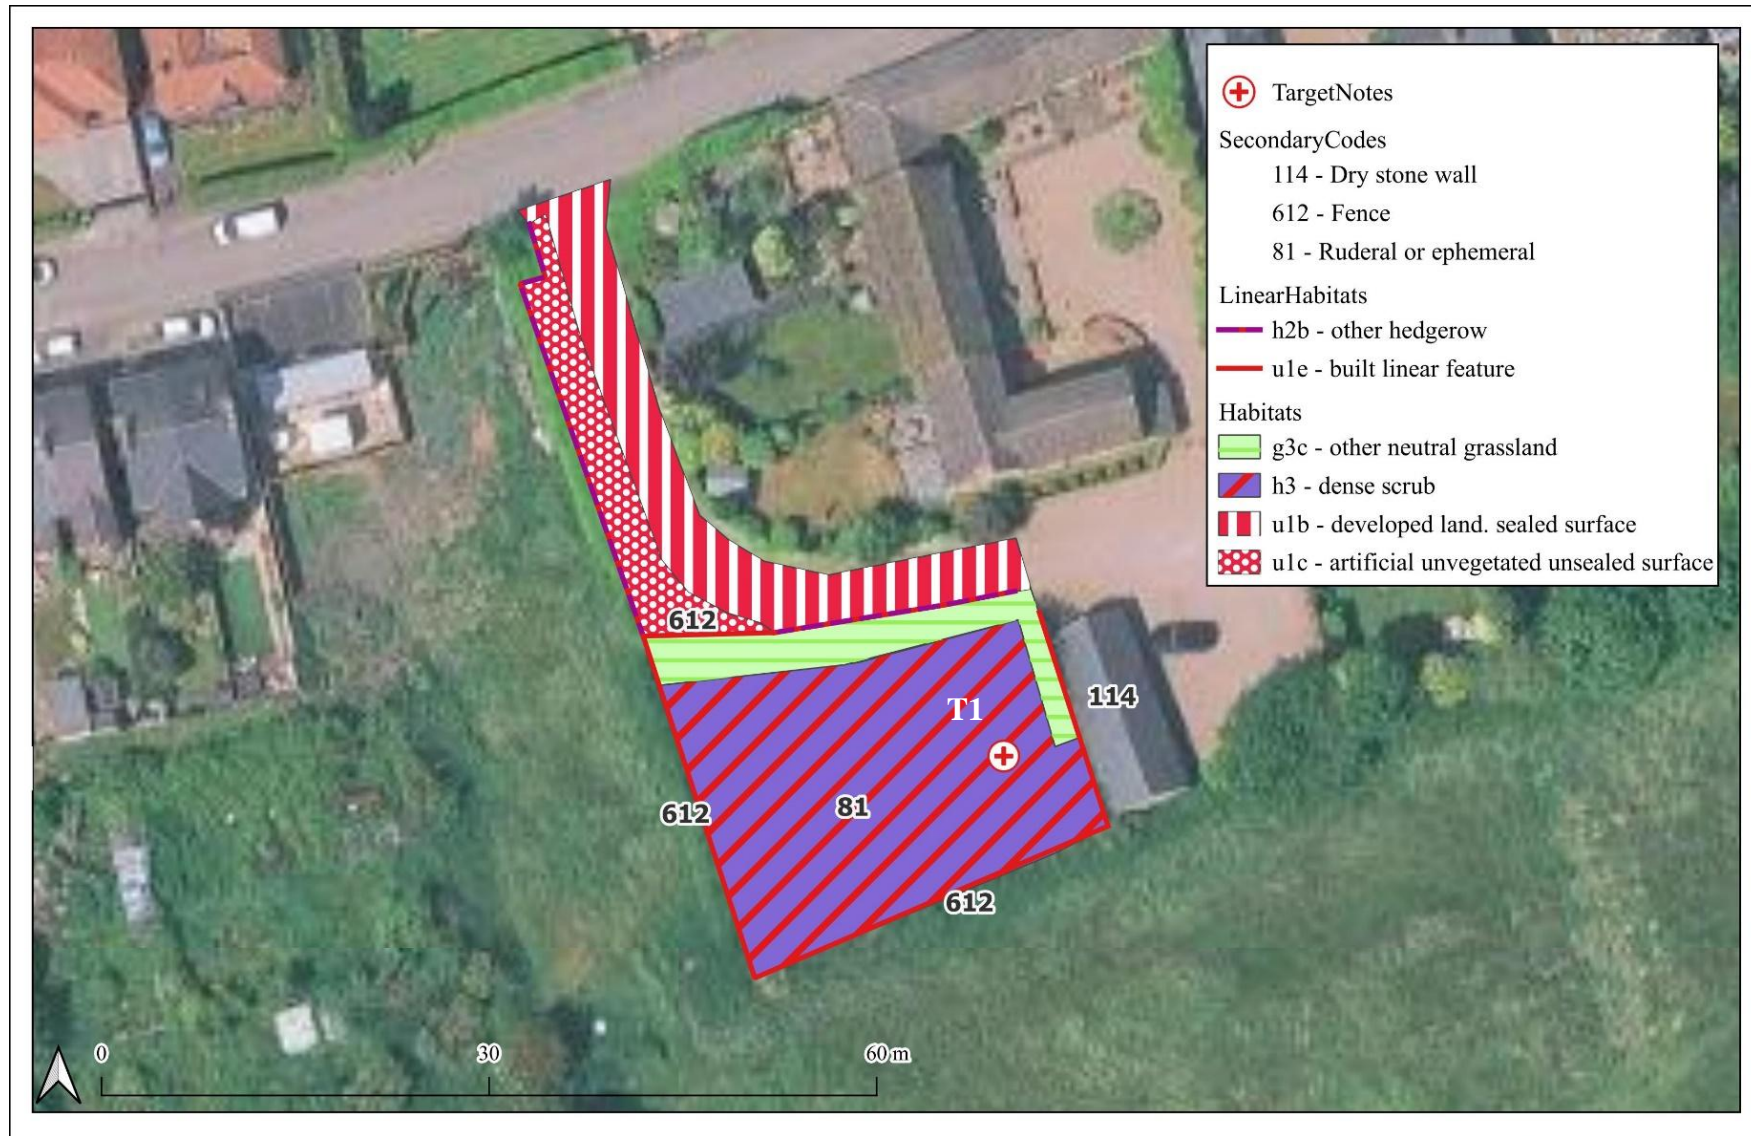 TargetNotes
SecondaryCodes
114 - Dry stone wall
612 - Fence
81 - Ruderal or ephemeral
LinearHabitats
h2b - other hedgerow
u1e - built linear feature
Habitats
g3c - other neutral grassland
h3 - dense scrub
u1b - developed land. sealed surface
u1c - artificial unvegetated unsealed surface
612
114
T1
81
612
612
0 30 60 m